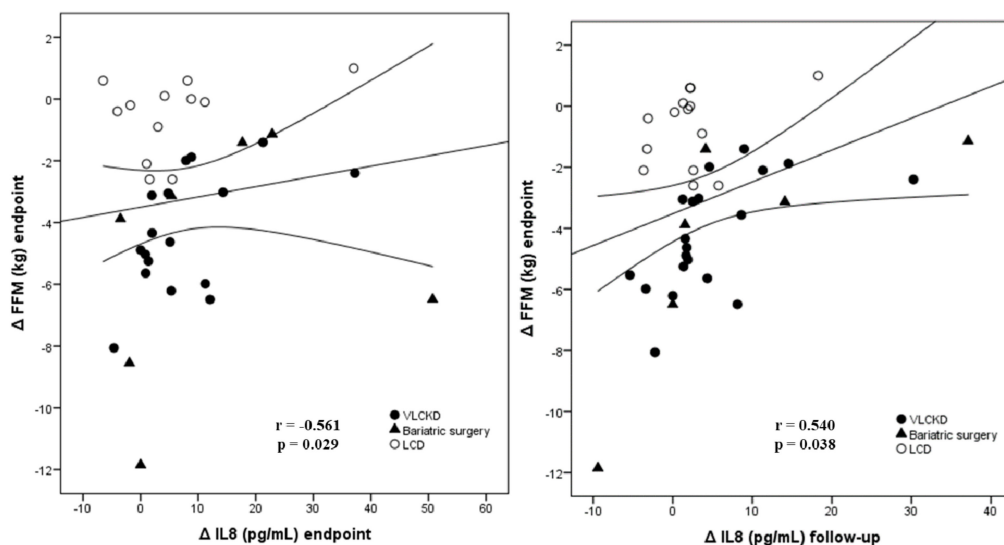 2
0
-2
-4
-6
-8
-10
-12
Δ FFM (kg) endpoint
-10 0 10 20 30 40 50 60
Δ IL8 (pg/mL) endpoint
r = -0.561
p = 0.029
VLCKD
Bariatric surgery
LCD
2
0
-2
-4
-6
-8
-10
-12
Δ FFM (kg) endpoint
-10 0 10 20 30 40
Δ IL8 (pg/mL) follow-up
r = 0.540
p = 0.038
VLCKD
Bariatric surgery
LCD